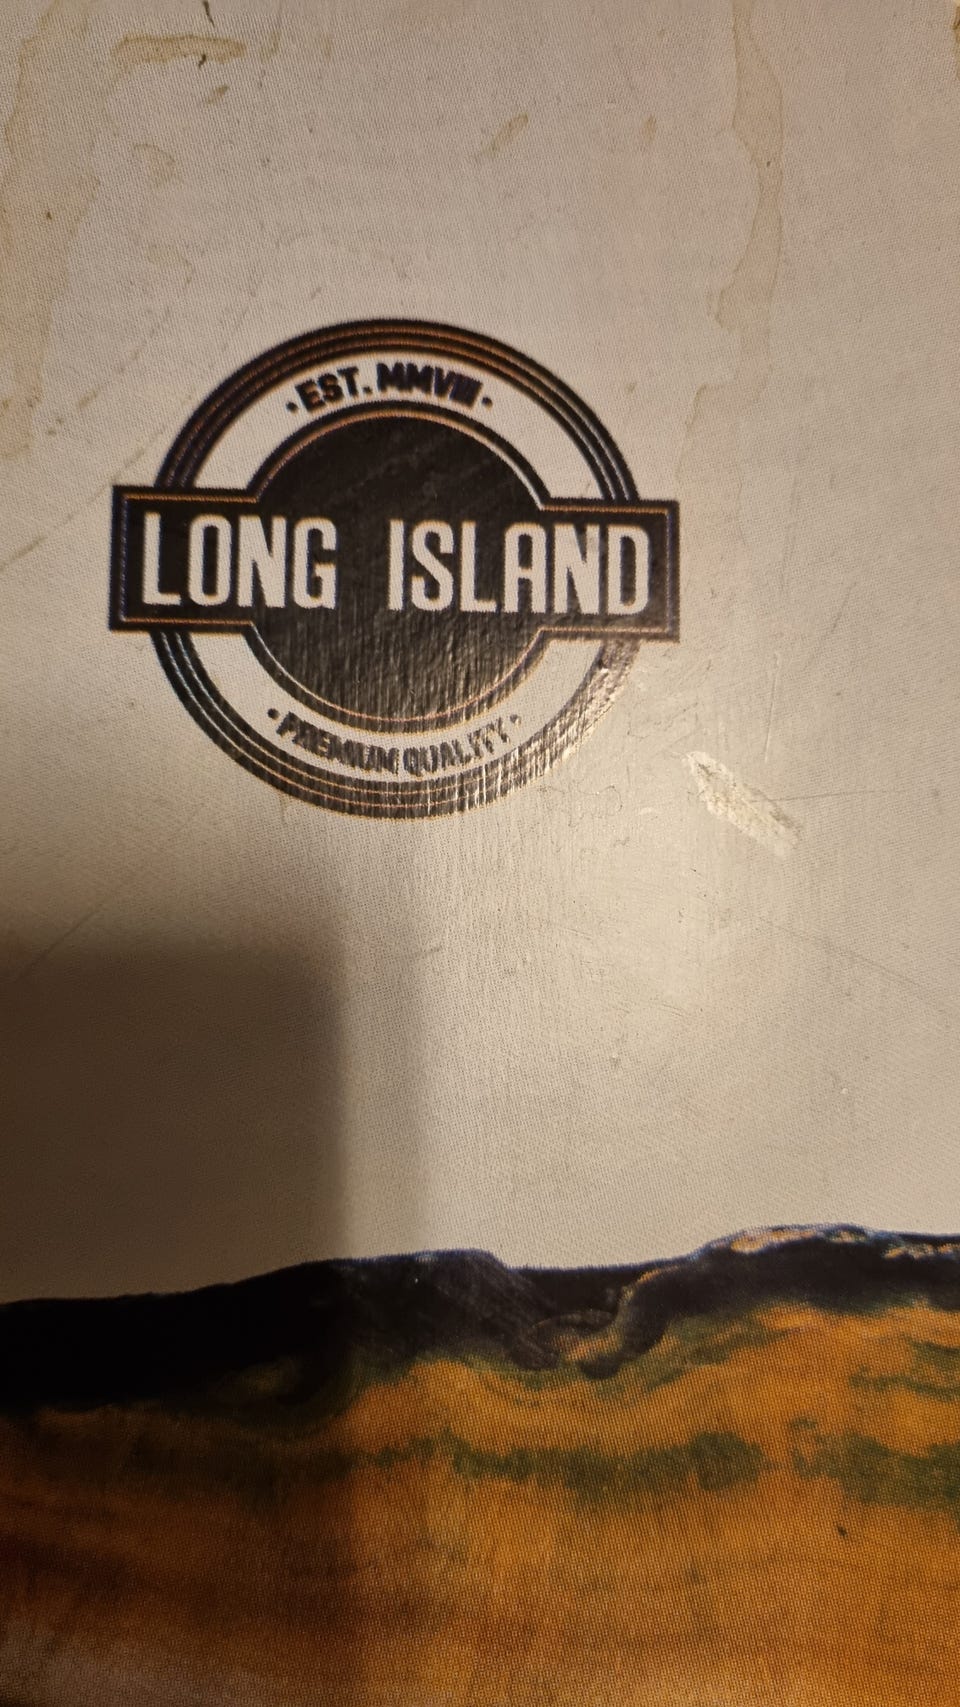 · EST. MMVIII ·
LONG ISLAND
· PREMIUM QUALITY ·